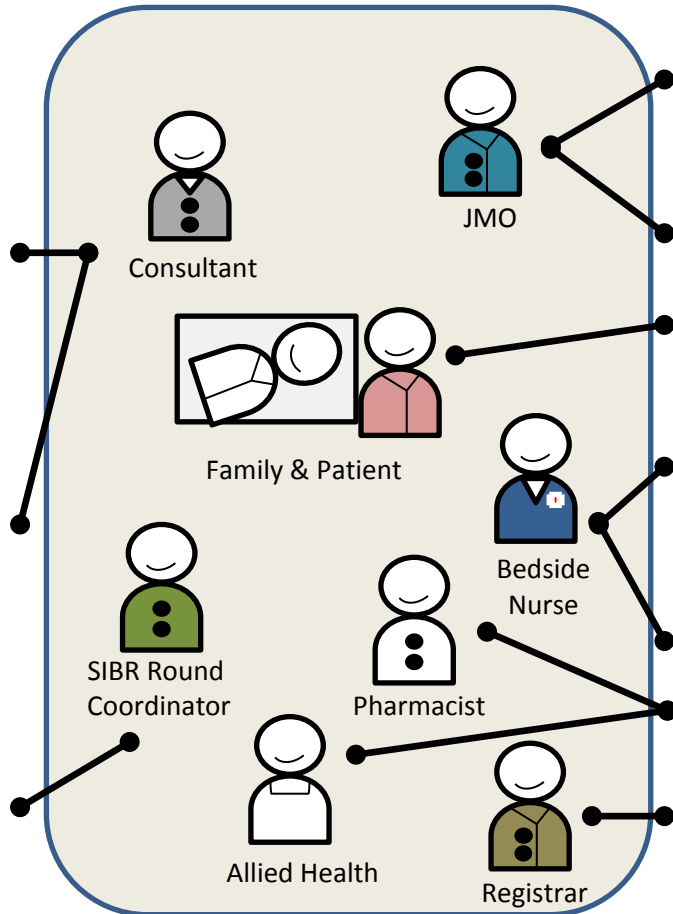 JMO
Consultant
Family & Patient
Bedside
Nurse
SIBR Round
Coordinator
Pharmacist
Allied Health
Registrar